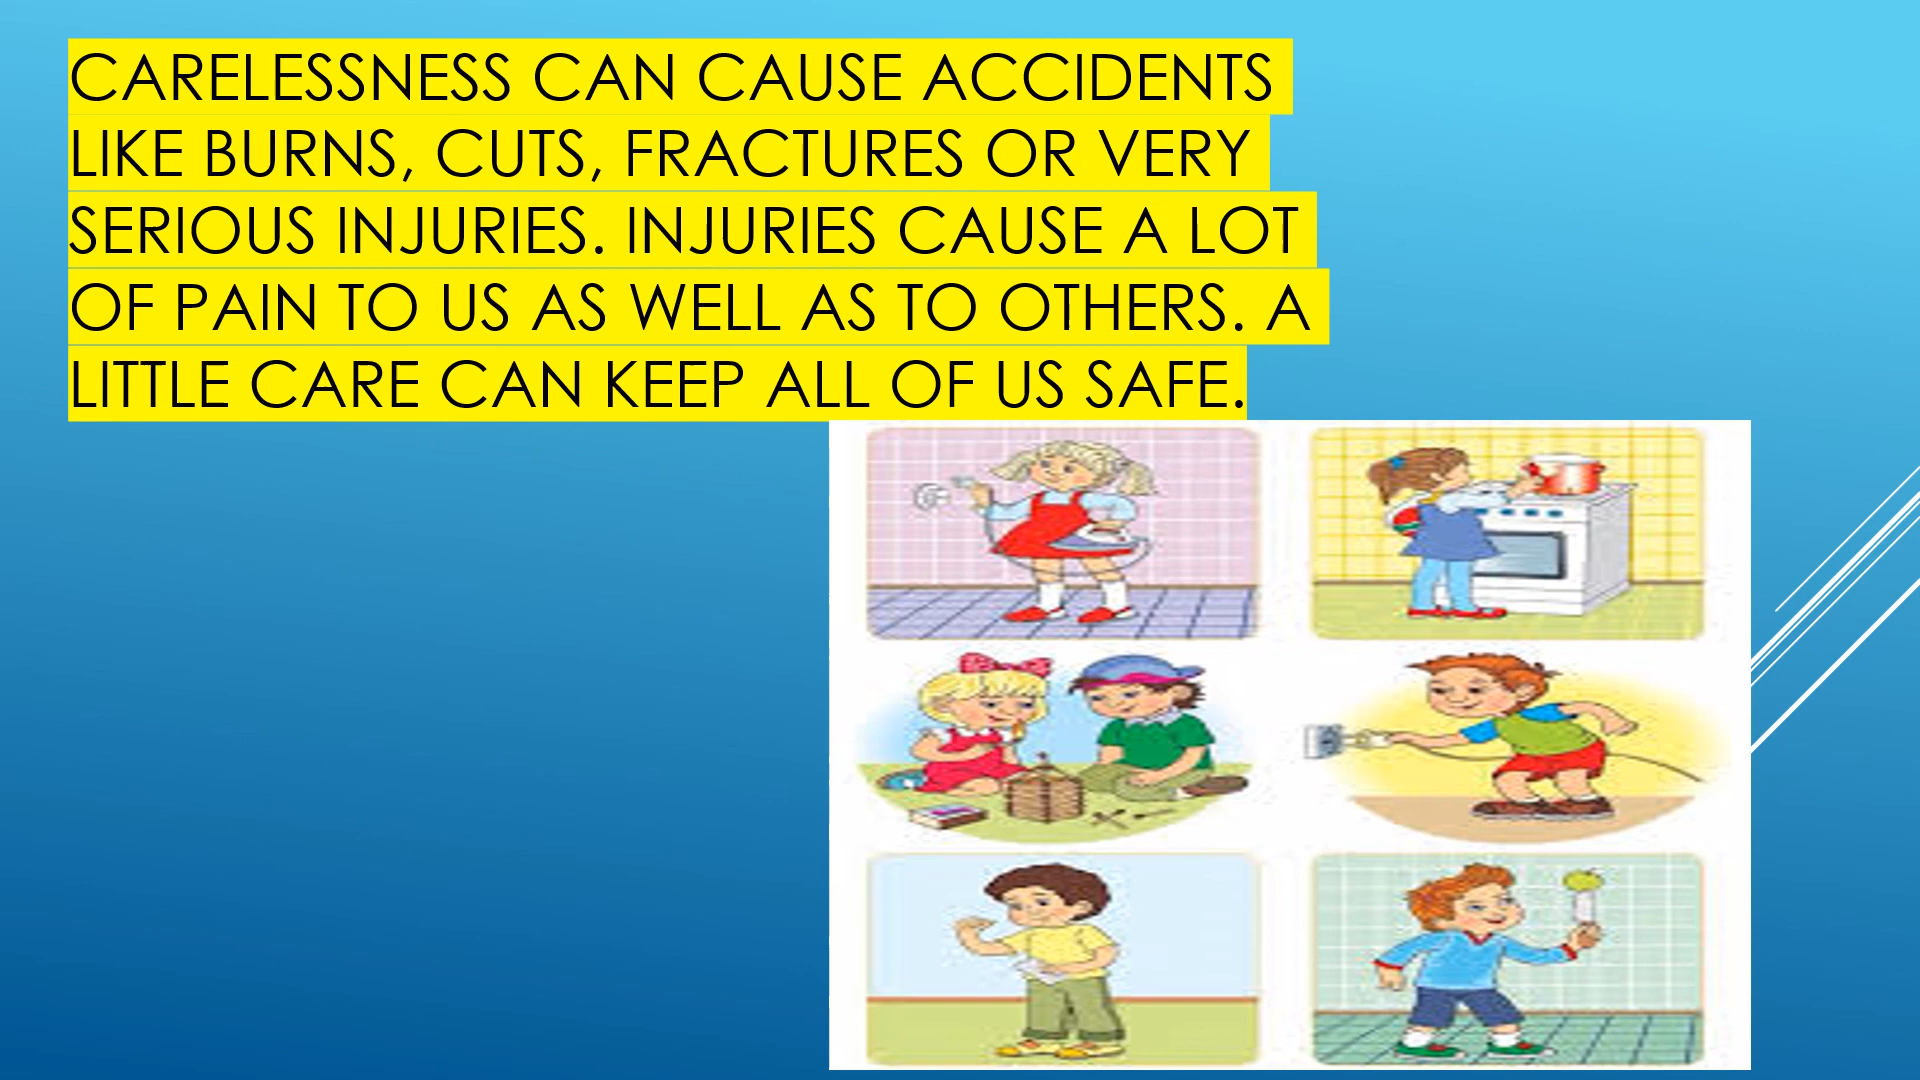 CARELESSNESS CAN CAUSE ACCIDENTS
LIKE BURNS, CUTS, FRACTURES OR VERY
SERIOUS INJURIES. INJURIES CAUSE A LOT
OF PAIN TO US AS WELL AS TO OTHERS. A
LITTLE CARE CAN KEEP ALL OF US SAFE.